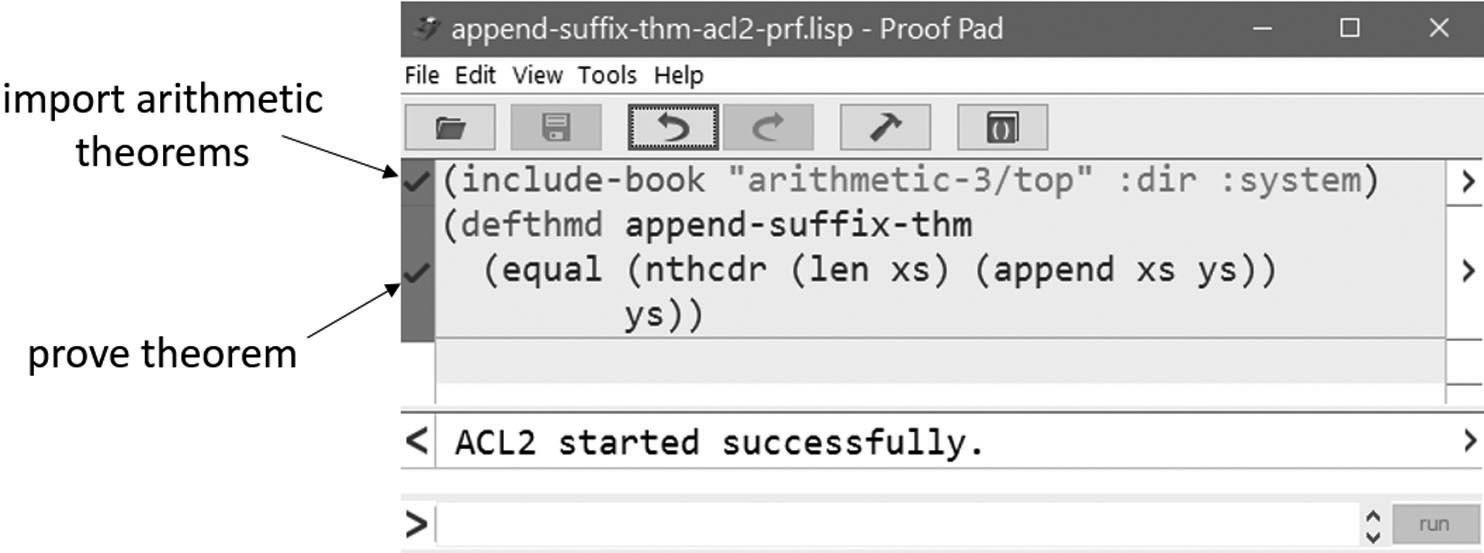 append-suffix-thm-acl2-prf.lisp - Proof Pad
File Edit View Tools Help
import arithmetic
theorems
(include-book "arithmetic-3/top" :dir :system)
(defthmd append-suffix-thm
(equal (nthcdr (len xs) (append xs ys))
ys))
prove theorem
< ACL2 started successfully. >
>
run